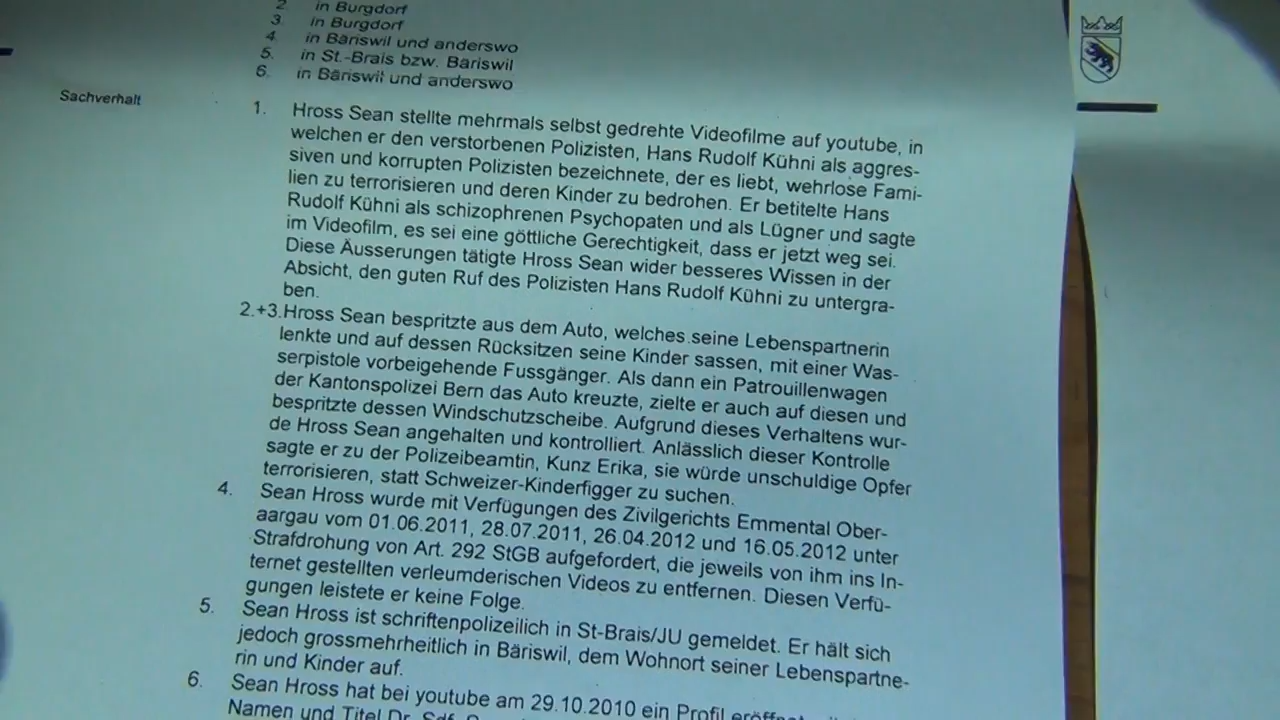 2. in Burgdorf
3. in Burgdorf
4. in Bäriswil und anderswo
5. in St.-Brais bzw. Bäriswil
6. in Bäriswil und anderswo
Sachverhalt
1. Hross Sean stellte mehrmals selbst gedrehte Videofilme auf youtube, in
welchen er den verstorbenen Polizisten, Hans Rudolf Kühni als aggres-
siven und korrupten Polizisten bezeichnete, der es liebt, wehrlose Fami-
lien zu terrorisieren und deren Kinder zu bedrohen. Er betitelte Hans
Rudolf Kühni als schizophrenen Psychopaten und als Lügner und sagte
im Videofilm, es sei eine göttliche Gerechtigkeit, dass er jetzt weg sei.
Diese Äusserungen tätigte Hross Sean wider besseres Wissen in der
Absicht, den guten Ruf des Polizisten Hans Rudolf Kühni zu untergra-
ben.
2.+3.Hross Sean bespritzte aus dem Auto, welches seine Lebenspartnerin
lenkte und auf dessen Rücksitzen seine Kinder sassen, mit einer Was-
serpistole vorbeigehende Fussgänger. Als dann ein Patrouillenwagen
der Kantonspolizei Bern das Auto kreuzte, zielte er auch auf diesen und
bespritzte dessen Windschutzscheibe. Aufgrund dieses Verhaltens wur-
de Hross Sean angehalten und kontrolliert. Anlässlich dieser Kontrolle
sagte er zu der Polizeibeamtin, Kunz Erika, sie würde unschuldige Opfer
terrorisieren, statt Schweizer-Kinderfigger zu suchen.
4. Sean Hross wurde mit Verfügungen des Zivilgerichts Emmental Ober-
aargau vom 01.06.2011, 28.07.2011, 26.04.2012 und 16.05.2012 unter
Strafdrohung von Art. 292 StGB aufgefordert, die jeweils von ihm ins In-
ternet gestellten verleumderischen Videos zu entfernen. Diesen Verfü-
gungen leistete er keine Folge.
5. Sean Hross ist schriftenpolizeilich in St-Brais/JU gemeldet. Er hält sich
jedoch grossmehrheitlich in Bäriswil, dem Wohnort seiner Lebenspartne-
rin und Kinder auf.
6. Sean Hross hat bei youtube am 29.10.2010 ein Profil
Namen und Titel Dr.